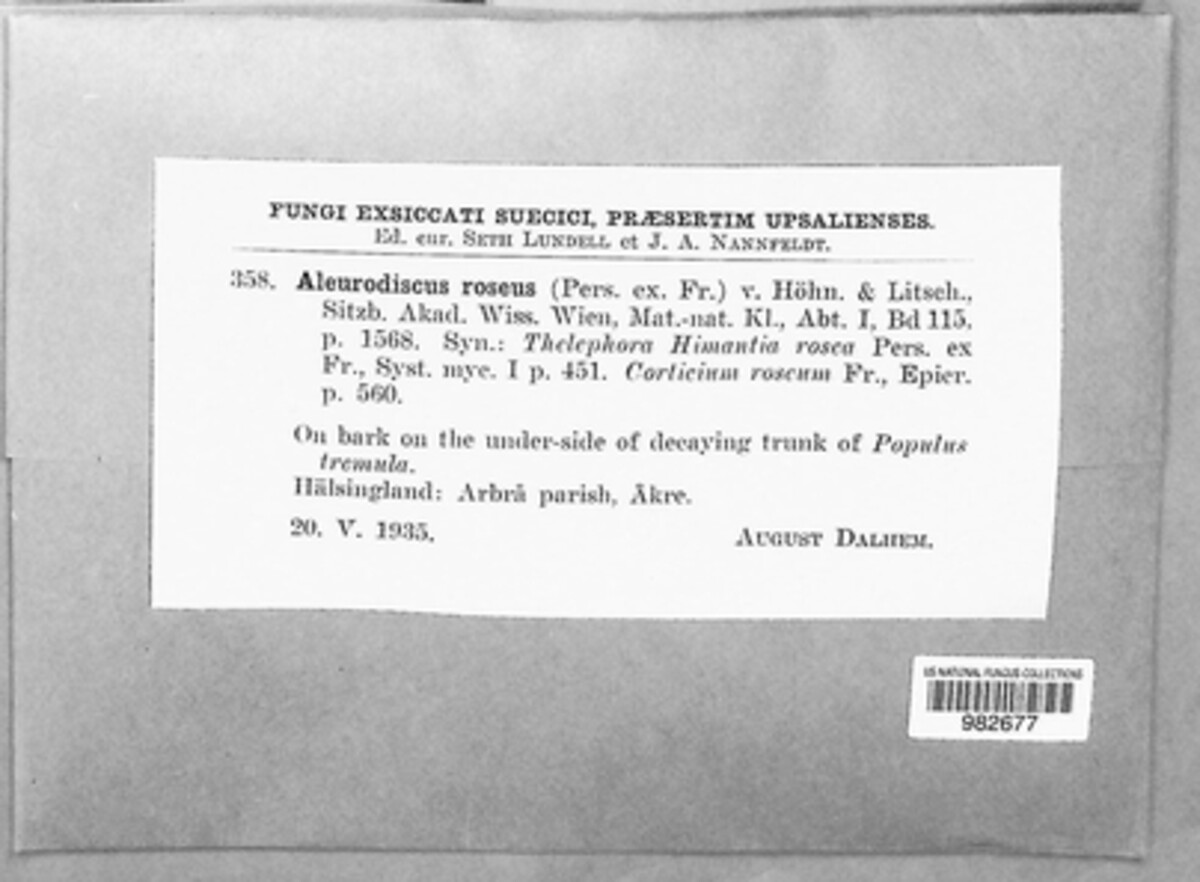 FUNGI EXSICCATI SUECICI, PRÆSERTIM UPSALIENSES.
Ed. cur. SETH LUNDELL et J. A. NANNFELDT.
358. Aleurodiscus roseus (Pers. ex. Fr.) v. Höhn. & Litsch.,
Sitzb. Akad. Wiss. Wien, Mat.-nat. Kl., Abt. I, Bd 115.
p. 1568. Syn.: Thelephora Himantia rosea Pers. ex
Fr., Syst. myc. I p. 451. Corticium roseum Fr., Epicr.
p. 560.
On bark on the under-side of decaying trunk of Populus
tremula.
Hälsingland: Arbrå parish, Åkre.
20. V. 1935.
AUGUST DALHEM.
US NATIONAL FUNGUS COLLECTIONS
982677